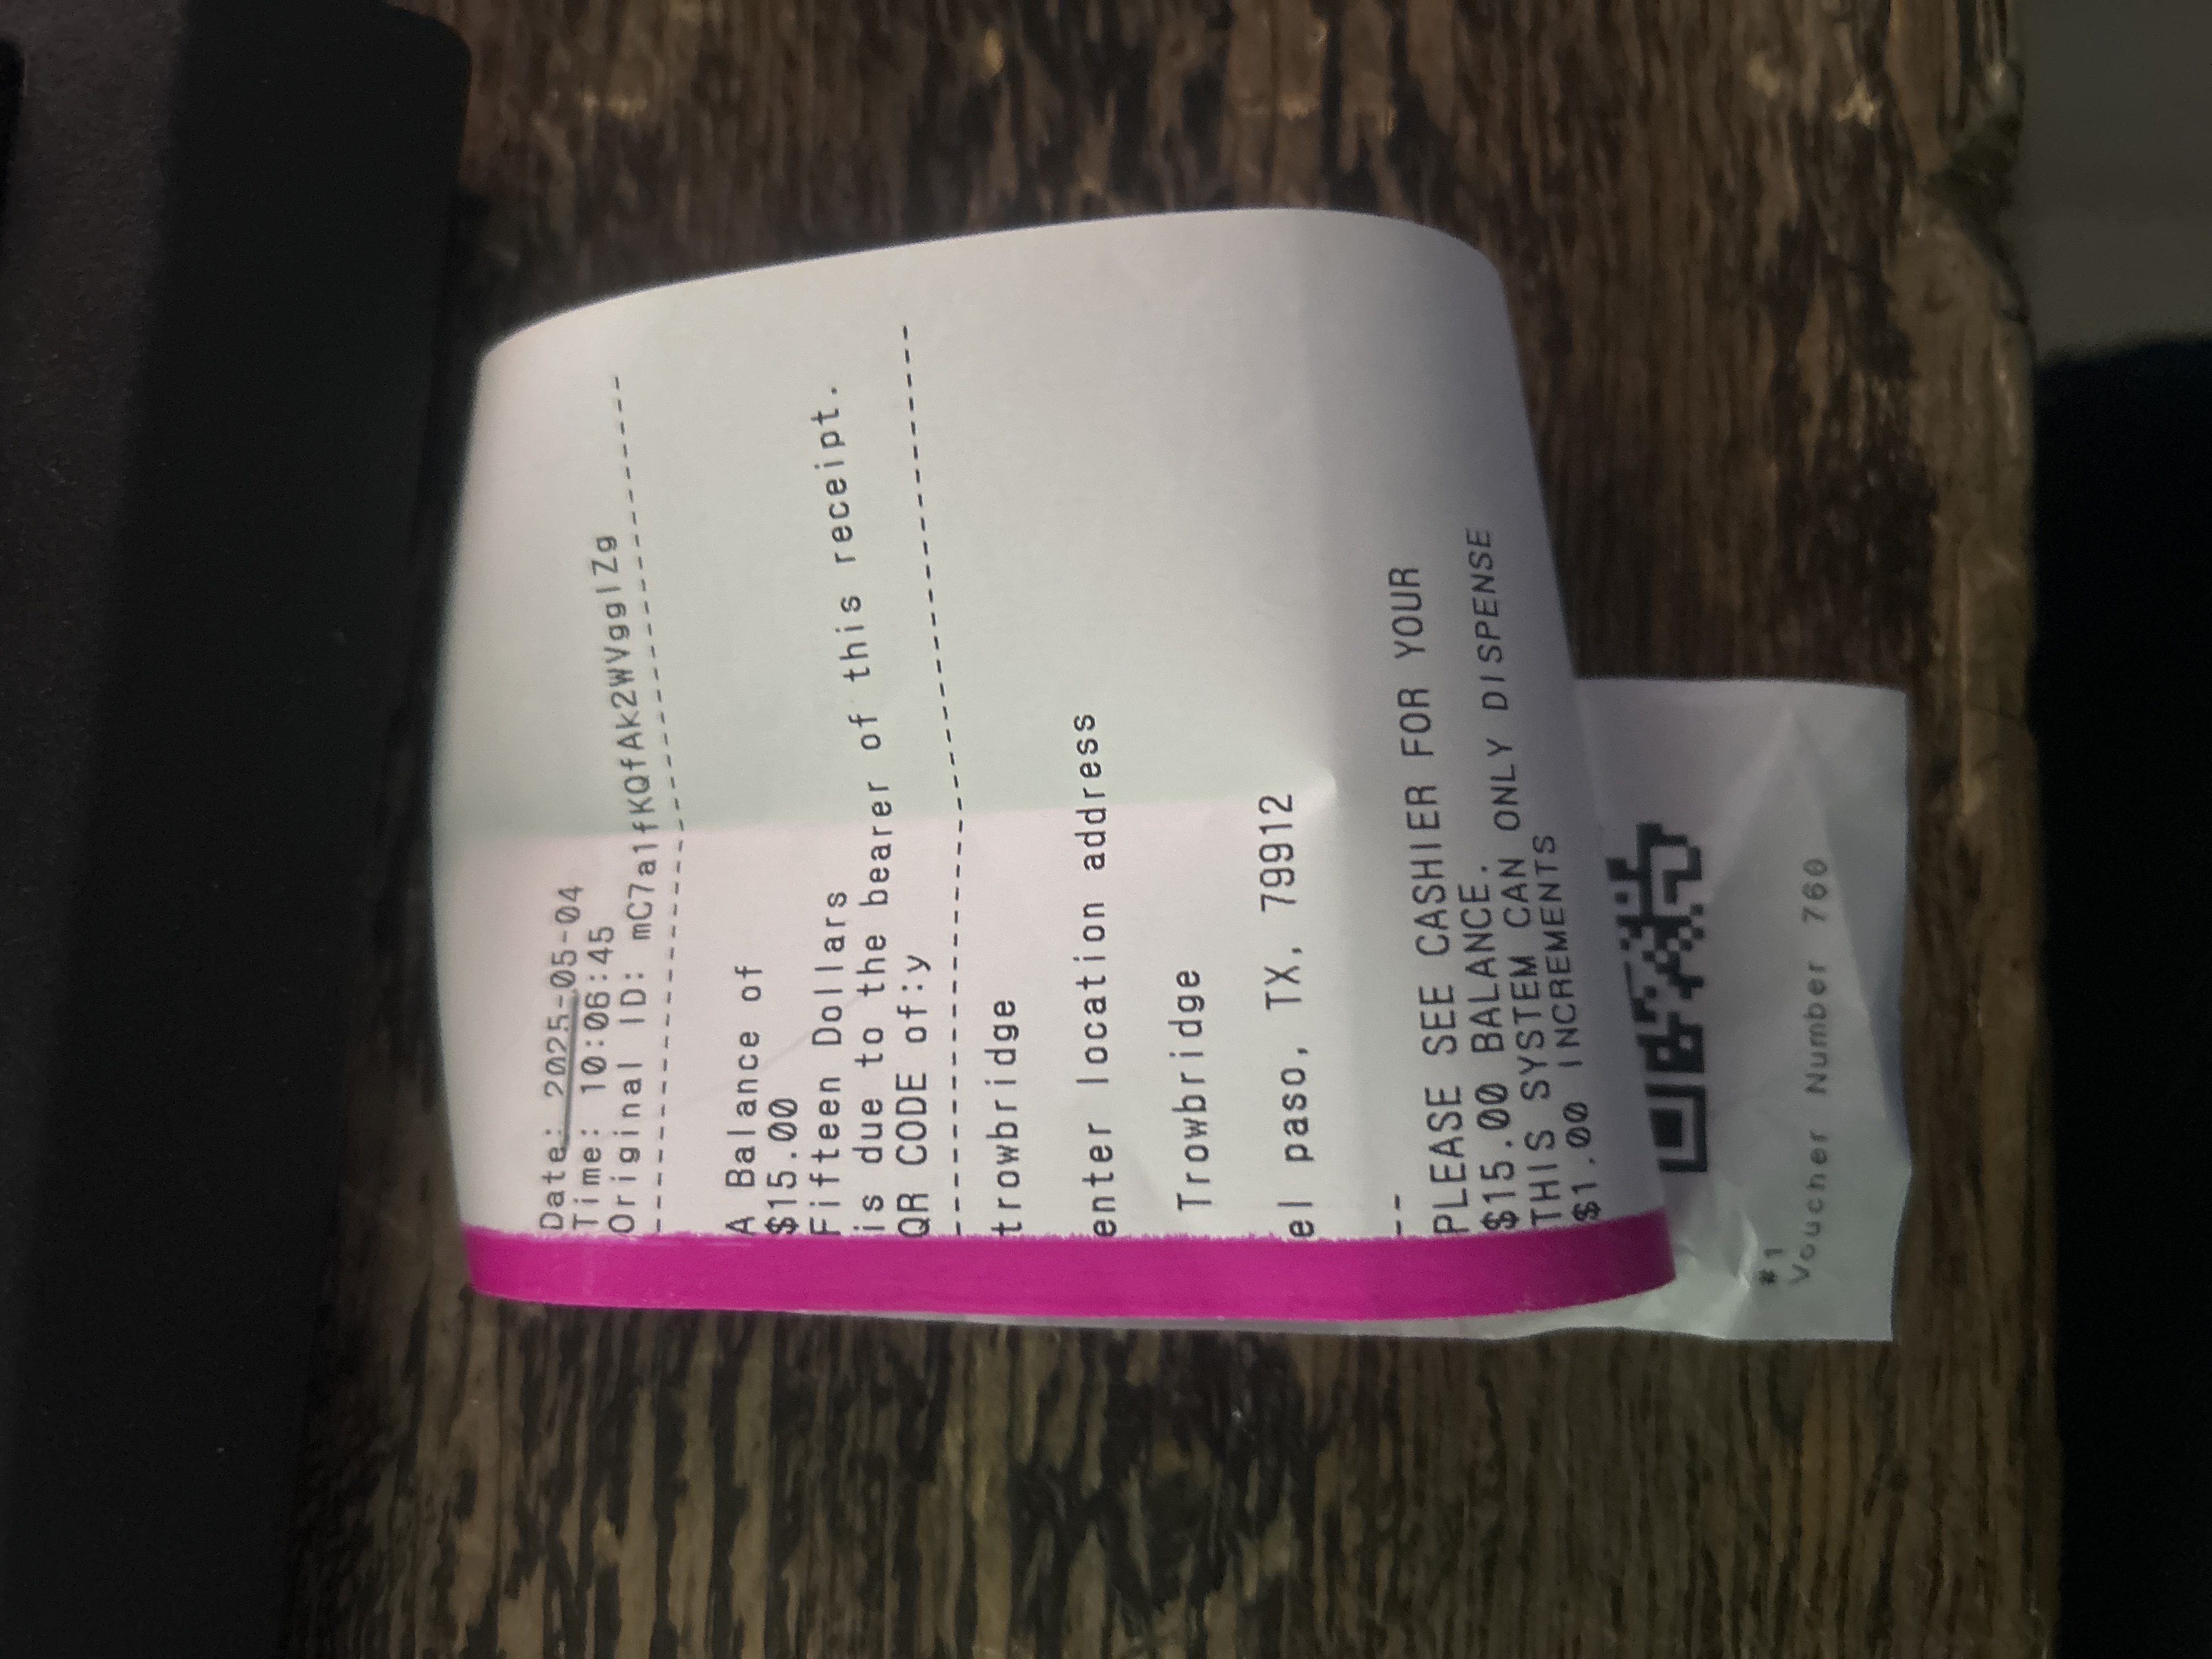 Date: 2025-05-04
Time: 10:06:45
Original ID: mC7a1fKQfAk2WVgglZg
----------------------------------------
A Balance of
$15.00
Fifteen Dollars
is due to the bearer of this receipt.
QR CODE of:y
----------------------------------------
trowbridge
enter location address
Trowbridge
el paso, TX, 79912
--
PLEASE SEE CASHIER FOR YOUR
$15.00 BALANCE.
THIS SYSTEM CAN ONLY DISPENSE
$1.00 INCREMENTS
#1
Voucher Number 760